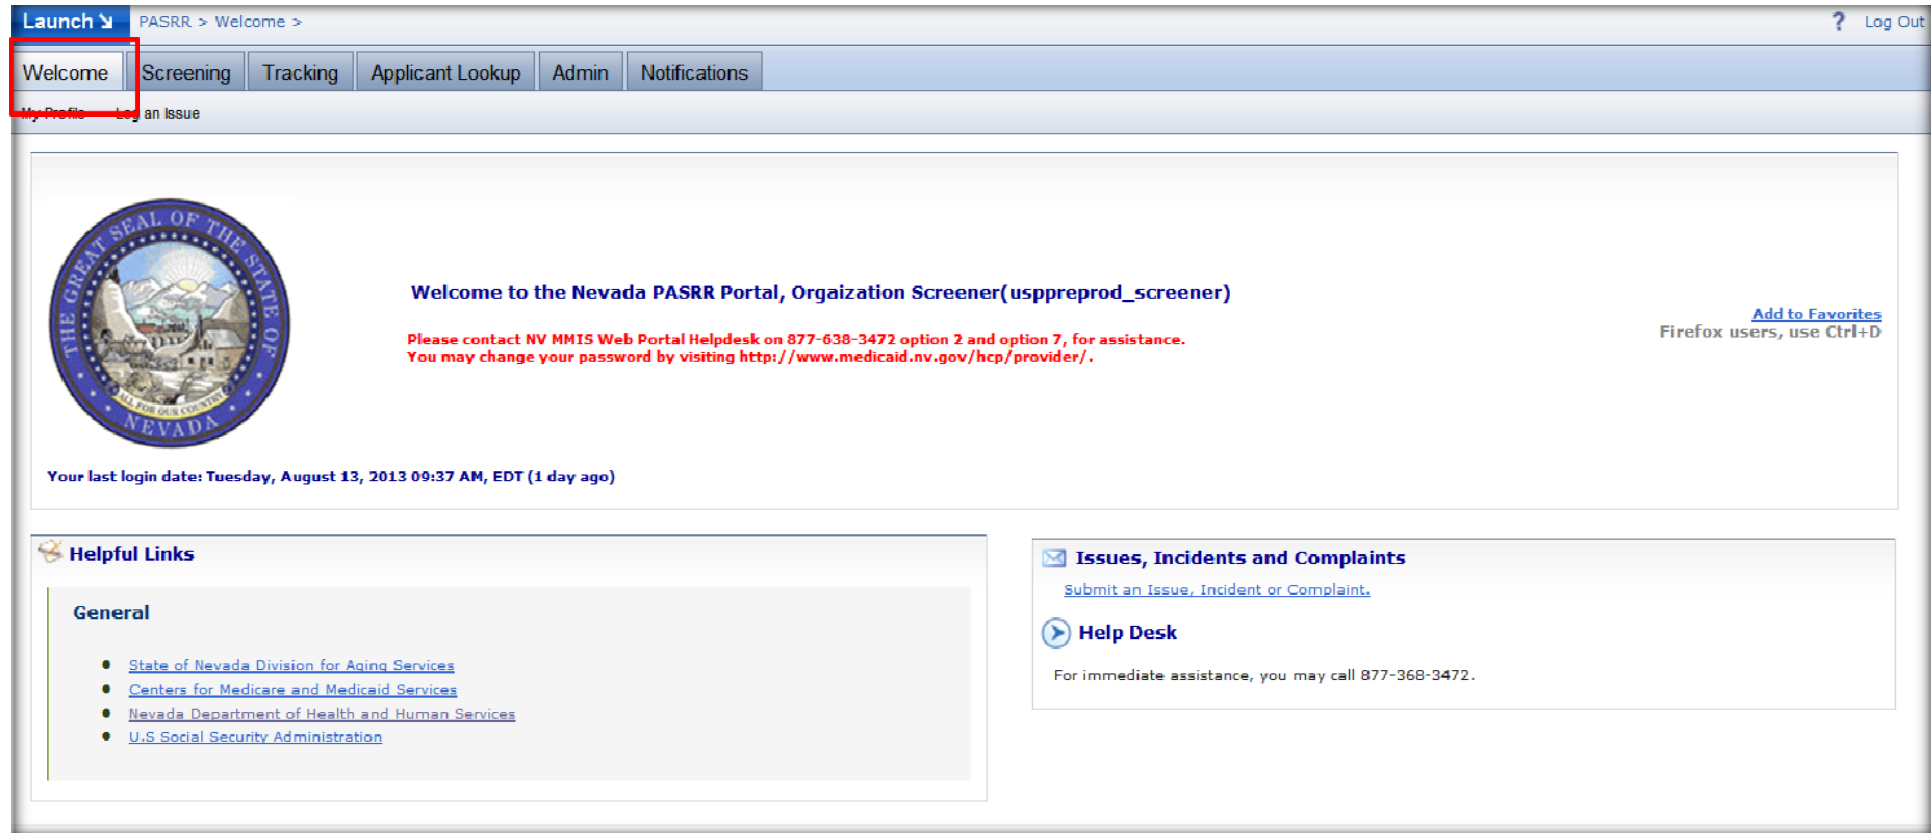 Launch
PASRR > Welcome >
? Log Out
Welcome Screening Tracking Applicant Lookup Admin Notifications
My Profile Log an Issue
THE GREAT SEAL OF THE STATE OF NEVADA
ALL FOR OUR COUNTRY
Welcome to the Nevada PASRR Portal, Orgaization Screener(usppreprod_screener)
Please contact NV MMIS Web Portal Helpdesk on 877-638-3472 option 2 and option 7, for assistance.
You may change your password by visiting http://www.medicaid.nv.gov/hcp/provider/.
Add to Favorites
Firefox users, use Ctrl+D
Your last login date: Tuesday, August 13, 2013 09:37 AM, EDT (1 day ago)
Helpful Links
General
State of Nevada Division for Aging Services
Centers for Medicare and Medicaid Services
Nevada Department of Health and Human Services
U.S Social Security Administration
Issues, Incidents and Complaints
Submit an Issue, Incident or Complaint.
Help Desk
For immediate assistance, you may call 877-368-3472.